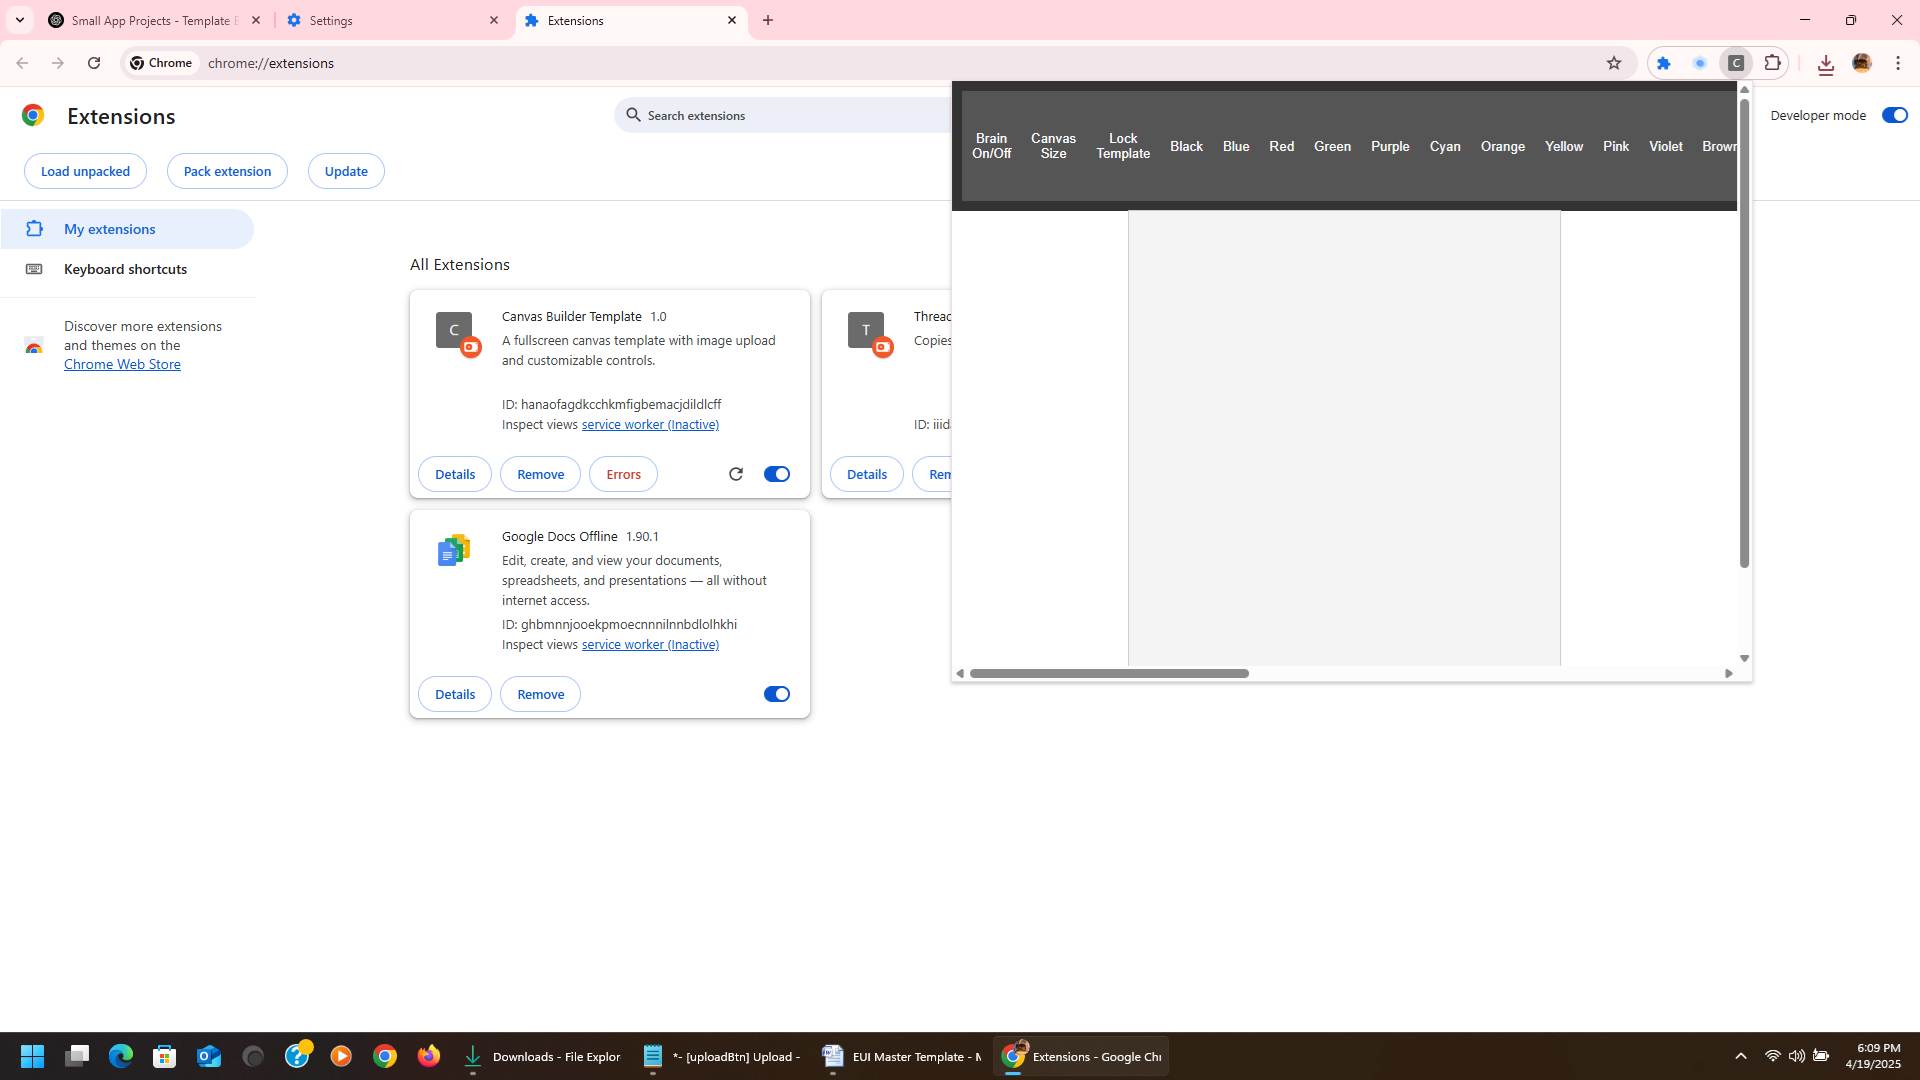 Small App Projects - Template
Settings
Extensions
Chrome
chrome://extensions
C
Extensions
Search extensions
Developer mode
Load unpacked
Pack extension
Update
Brain On/Off
Canvas Size
Lock Template
Black
Blue
Red
Green
Purple
Cyan
Orange
Yellow
Pink
Violet
Brown
My extensions
Keyboard shortcuts
Discover more extensions
and themes on the
Chrome Web Store
All Extensions
C
Canvas Builder Template 1.0
A fullscreen canvas template with image upload
and customizable controls.
ID: hanaofagdkcchkmfigbemacjdildlcff
Inspect views service worker (Inactive)
Details
Remove
Errors
T
Thread
Copies
ID: iiid
Details
Rem
Google Docs Offline 1.90.1
Edit, create, and view your documents,
spreadsheets, and presentations — all without
internet access.
ID: ghbmnnjooekpmoecnnnilnnbdlolhkhi
Inspect views service worker (Inactive)
Details
Remove
Downloads - File Explor
*- [uploadBtn] Upload -
EUI Master Template - M
Extensions - Google Chr
6:09 PM
4/19/2025